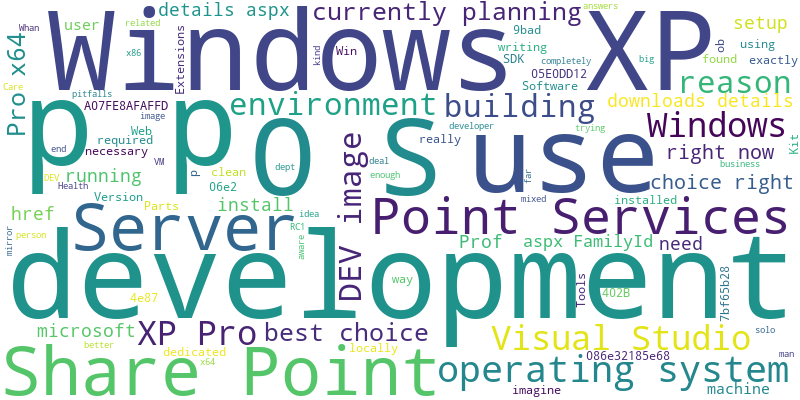 answers
related
Whan
details aspx
currently planning
user
9bad
setup
Windows XP
kind
Win
writing
ob
using
x86
Extensions
SDK
found
exactly
completely
big
Pro x64
05E0DD12
Care
pitfalls
Software
reason
A07FE8AFAFFD
environment
building
downloads details
image
p p
OS
use
Windows
Web
developer
trying
required
really
Kit
end
necessary
VM
right now
dept
deal
business
running
clean
enough
far
DEV
p
choice right
Health
06e2
DEV image
Version
mixed
installed
install
href
Parts
Server
Point Services
RC1
idea
mirror
person
aware
Prof
aspx FamilyId
need
development
way
7bf65b28
4e87
Tools
402B
microsoft
XP Pro
best choice
Visual Studio
solo
better
dedicated
locally
086e32185e68
man
x64
Share Point
operating system
imagine
machine